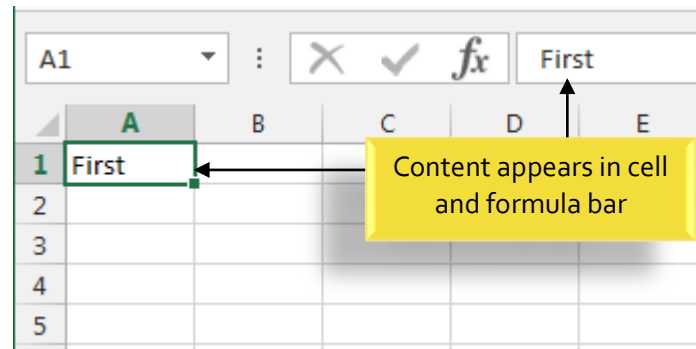 A1 fx First
A B C D E
1 First
Content appears in cell
and formula bar
2
3
4
5